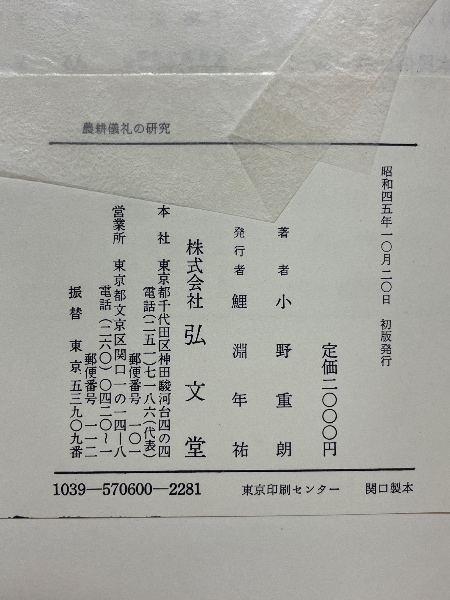 農耕儀礼の研究
昭和四五年一〇月二〇日 初版発行
定価二〇〇〇円
著者 小野重朗
発行者 鯉淵年祐
株式会社 弘文堂
本社 東京都千代田区神田駿河台四の四
電話(二五一)七一八六(代表)
郵便番号 一〇一
営業所 東京都文京区関口一の一四―八
電話(二六〇)〇四二〇〜一
郵便番号 一一二
振替 東京五三九〇九番
1039―570600―2281 東京印刷センター 関口製本